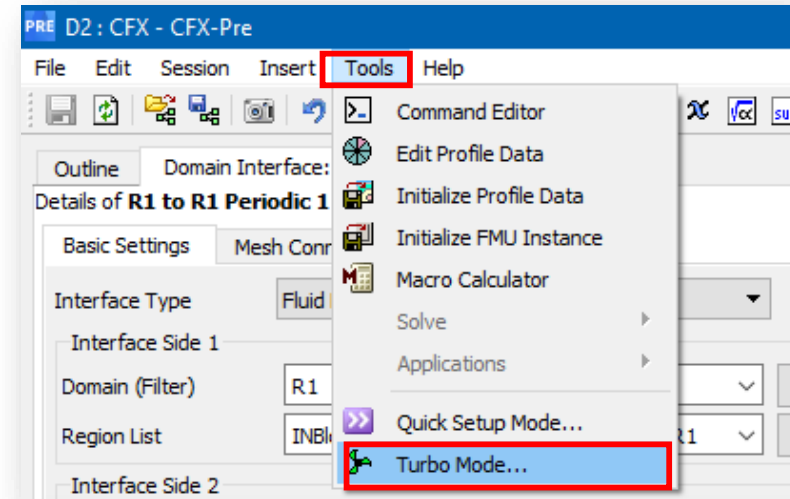 PRE D2 : CFX - CFX-Pre
File Edit Session Insert Tools Help
Command Editor
Edit Profile Data
Initialize Profile Data
Initialize FMU Instance
Macro Calculator
Solve
Applications
Quick Setup Mode...
Turbo Mode...
Outline Domain Interface:
Details of R1 to R1 Periodic 1
Basic Settings Mesh Conn
Interface Type Fluid
Interface Side 1
Domain (Filter) R1
Region List INBl
Interface Side 2